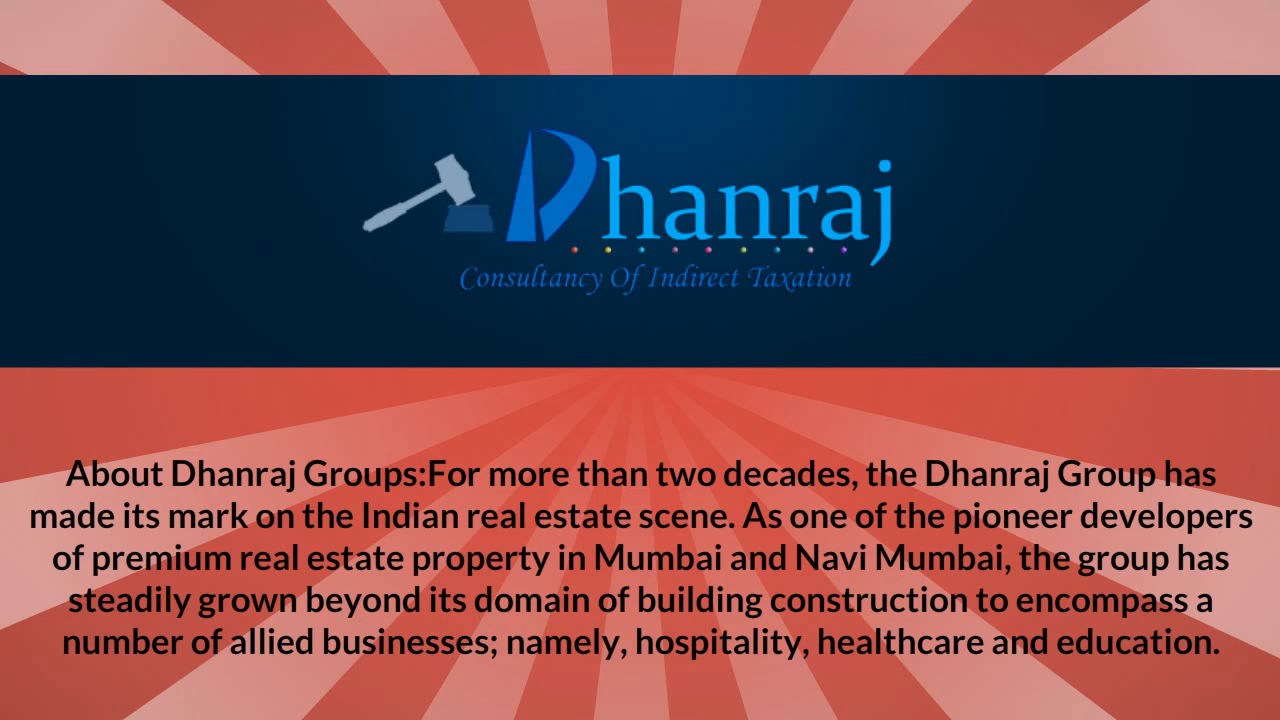 Dhanraj
Consultancy Of Indirect Taxation
About Dhanraj Groups:For more than two decades, the Dhanraj Group has
made its mark on the Indian real estate scene. As one of the pioneer developers
of premium real estate property in Mumbai and Navi Mumbai, the group has
steadily grown beyond its domain of building construction to encompass a
number of allied businesses; namely, hospitality, healthcare and education.